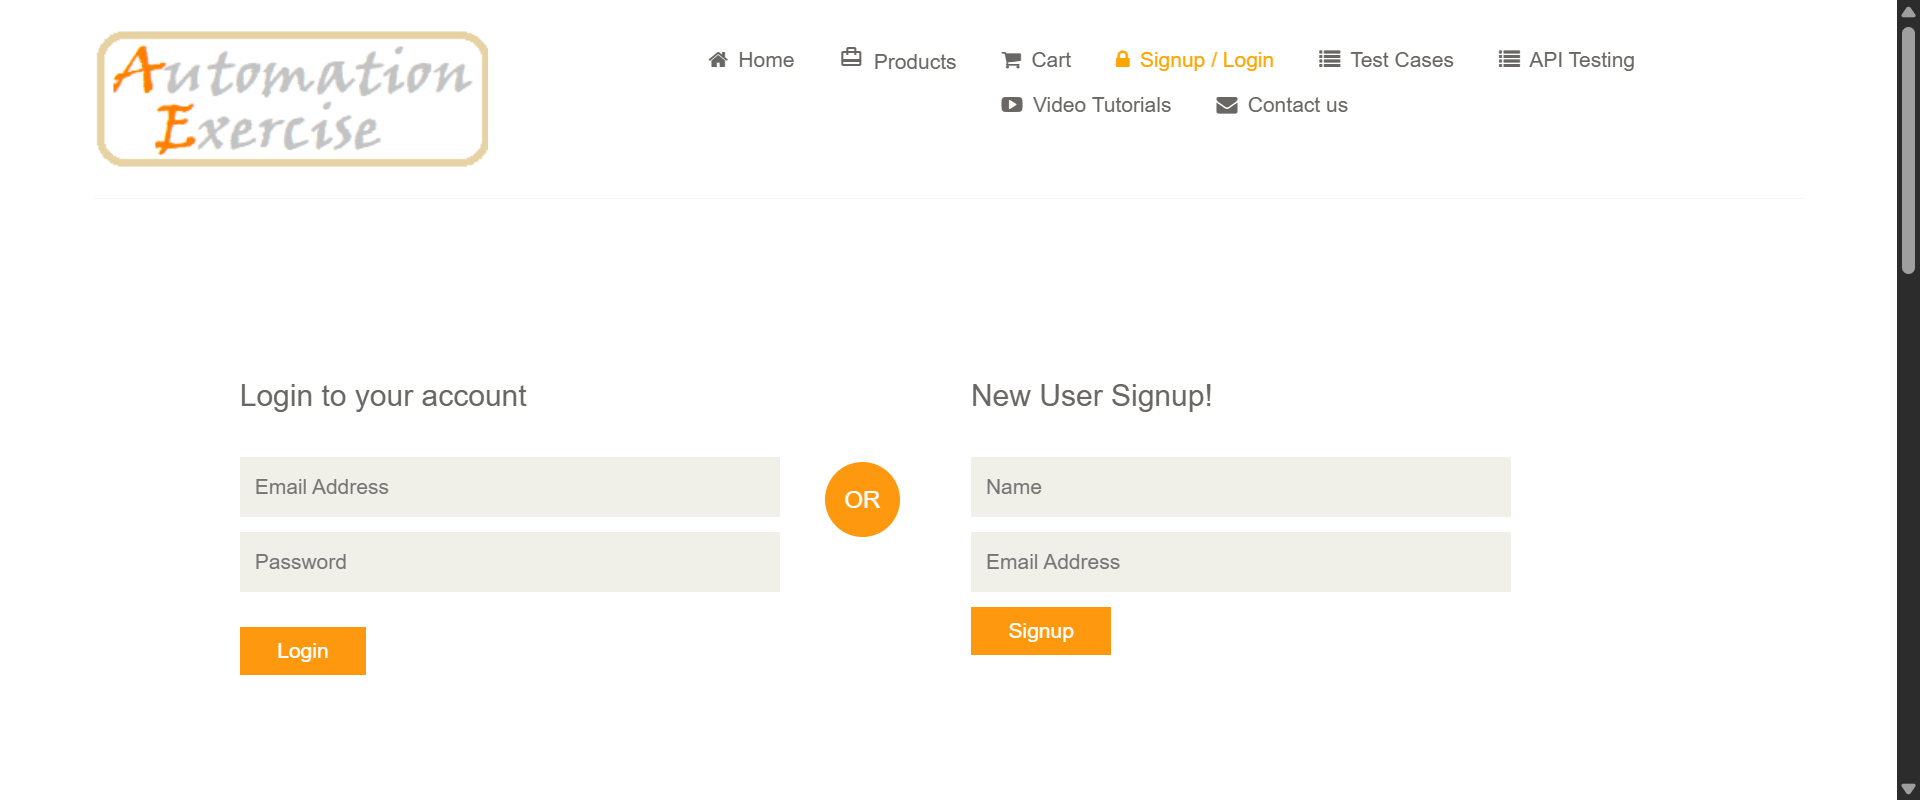 Automation
Exercise
Home Products Cart Signup / Login Test Cases API Testing
Video Tutorials Contact us
Login to your account
Email Address
Password
Login
OR
New User Signup!
Name
Email Address
Signup